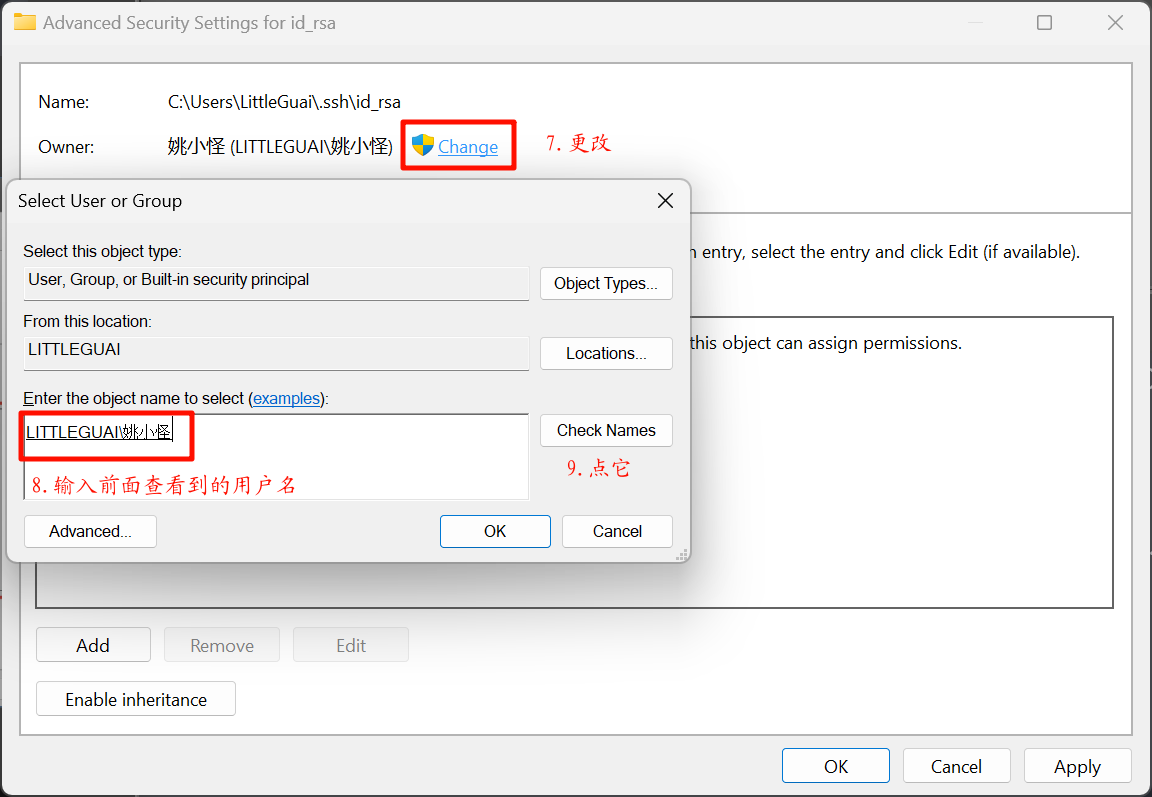 Advanced Security Settings for id_rsa
Name: C:\Users\LittleGuai\.ssh\id_rsa
Owner: 姚小怪 (LITTLEGUAI\姚小怪) Change 7. 更改
Select User or Group
Select this object type:
User, Group, or Built-in security principal Object Types...
n entry, select the entry and click Edit (if available).
From this location:
LITTLEGUAI Locations...
this object can assign permissions.
Enter the object name to select (examples):
LITTLEGUAI\姚小怪 Check Names
9. 点它
8. 输入前面查看到的用户名
Advanced... OK Cancel
Add Remove Edit
Enable inheritance
OK Cancel Apply